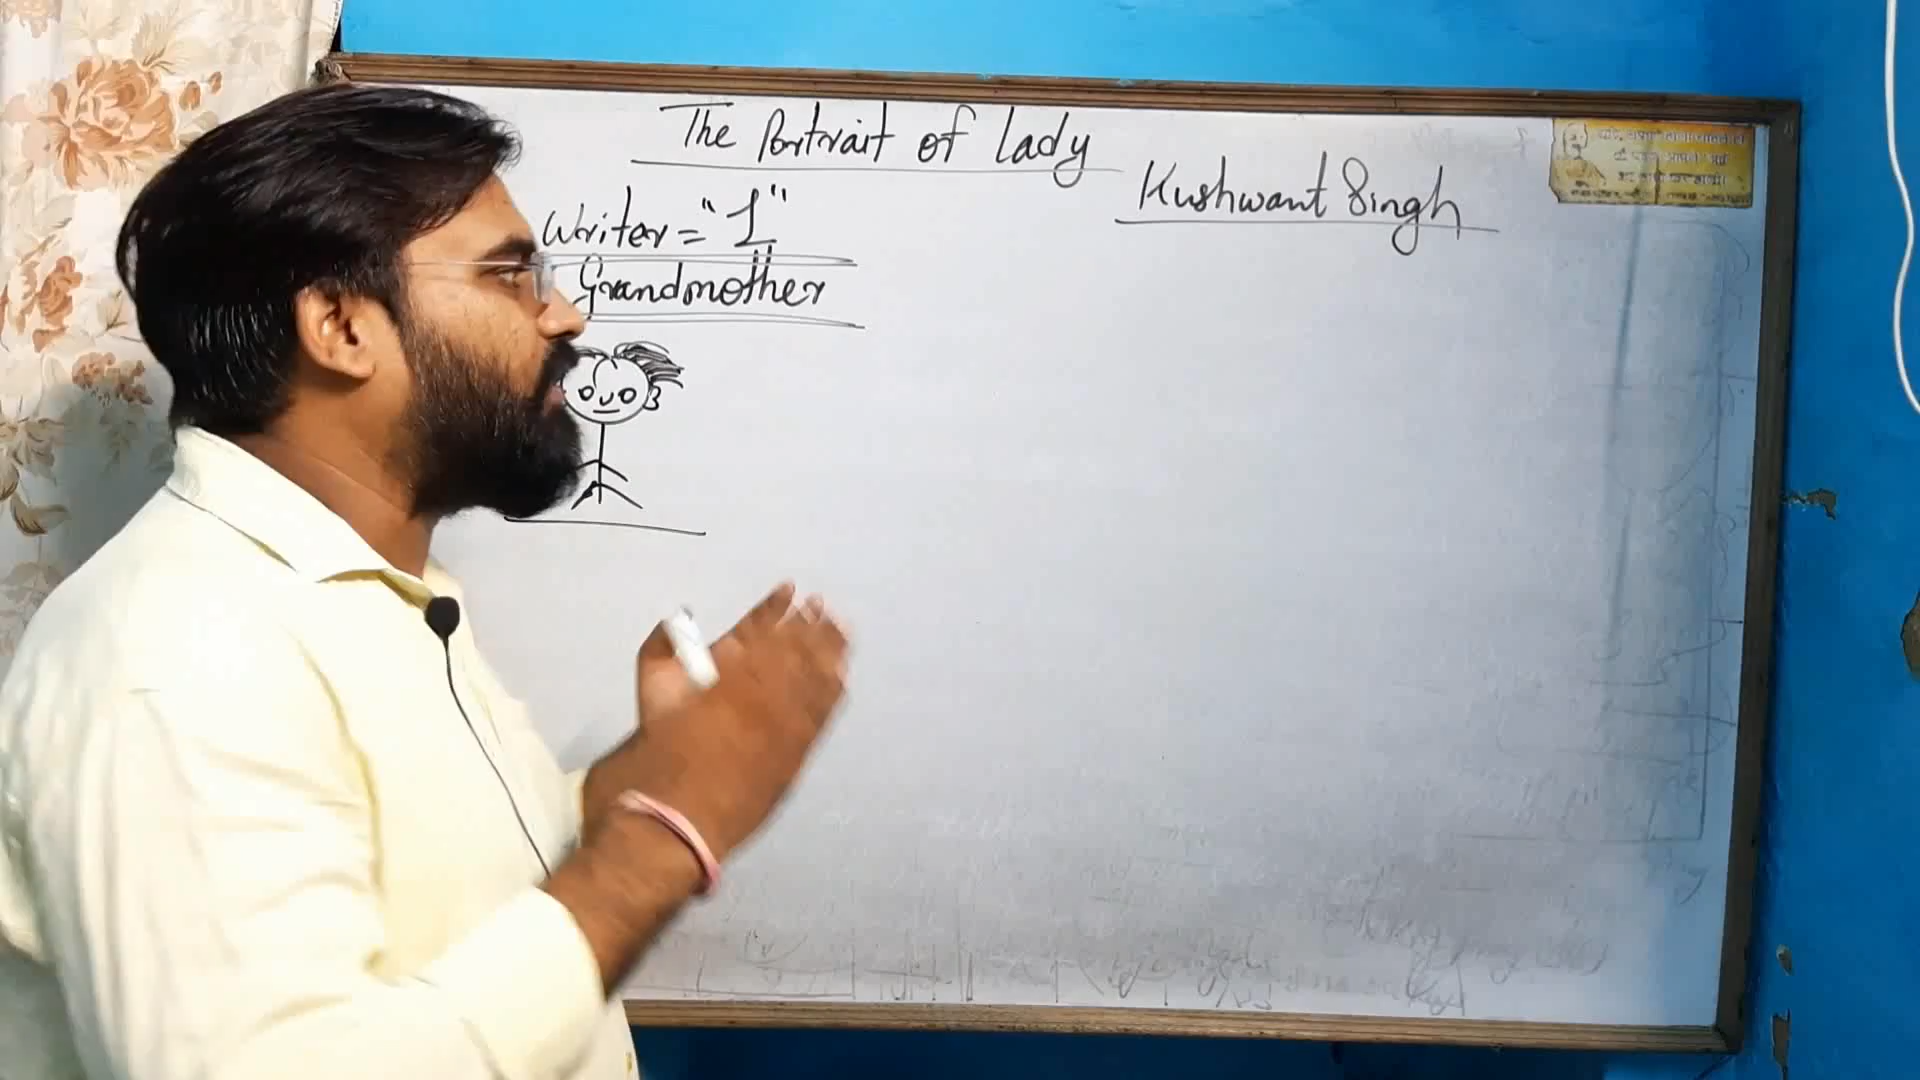 The Portrait of Lady
Kushwant Singh
Writer = "I"
Grandmother